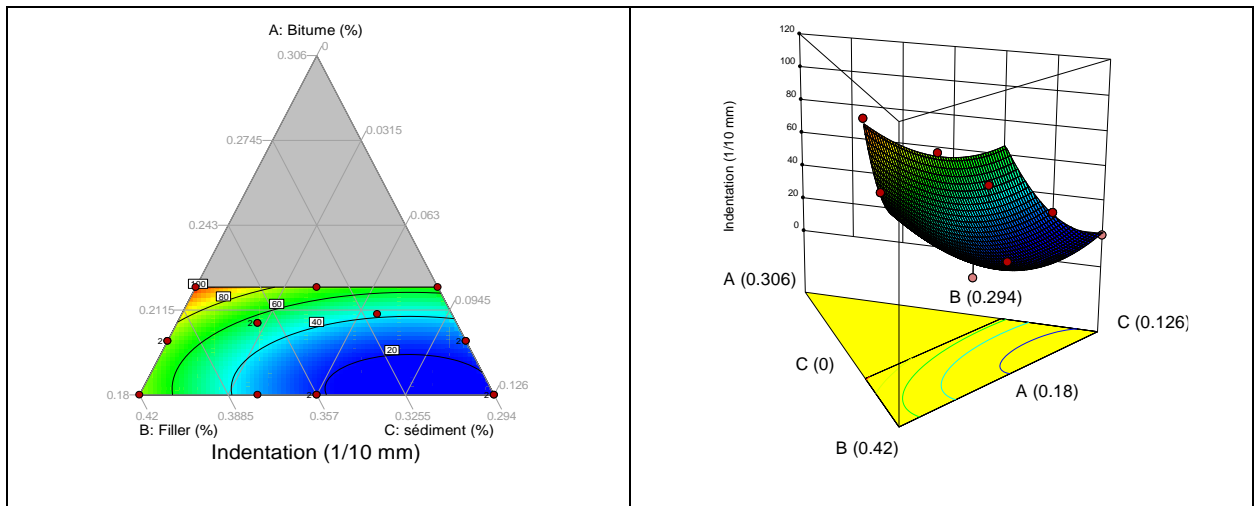 A: Bitume (%)
0
0.306
0.0315
0.2745
0.063
0.243
100
80
60
0.0945
0.2115
2
40
2
2
20
0.126
0.18
2
2
0.42
0.3885
0.357
0.3255
0.294
B: Filler (%)
C: sédiment (%)
Indentation (1/10 mm)
120
100
80
60
40
20
0
Indentation (1/10 mm)
A (0.306)
B (0.294)
C (0.126)
C (0)
A (0.18)
B (0.42)